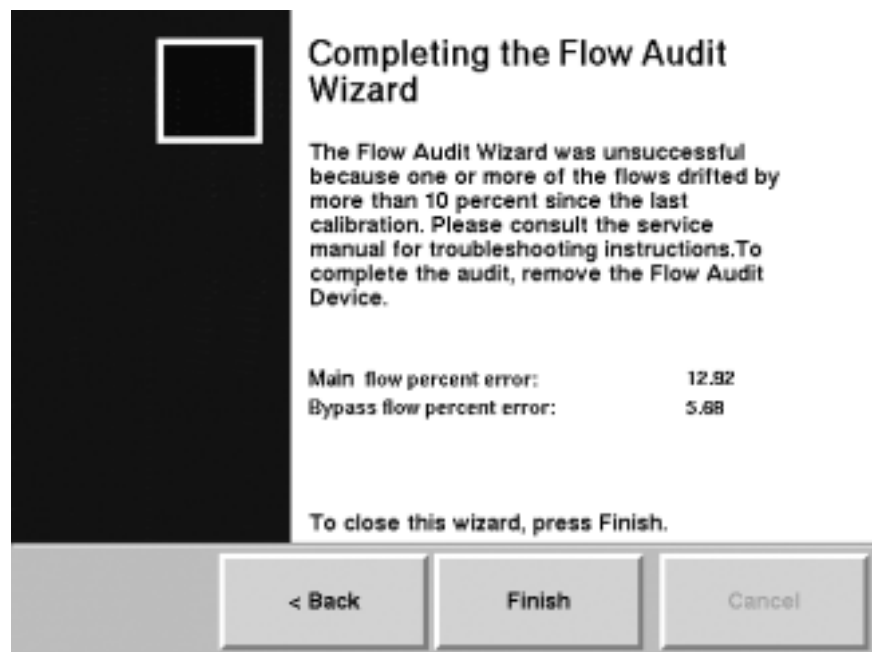 Completing the Flow Audit
Wizard
The Flow Audit Wizard was unsuccessful
because one or more of the flows drifted by
more than 10 percent since the last
calibration. Please consult the service
manual for troubleshooting instructions.To
complete the audit, remove the Flow Audit
Device.
Main flow percent error: 12.92
Bypass flow percent error: 5.68
To close this wizard, press Finish.
< Back Finish Cancel